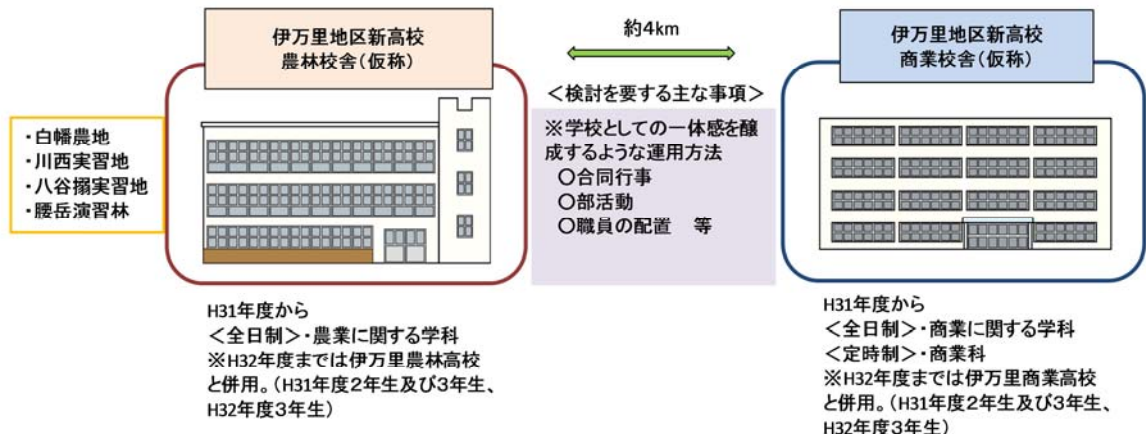 伊万里地区新高校
農林校舎(仮称)
約4km
伊万里地区新高校
商業校舎(仮称)
・白幡農地
・川西実習地
・八谷搦実習地
・腰岳演習林
＜検討を要する主な事項＞
※学校としての一体感を醸
成するような運用方法
○合同行事
○部活動
○職員の配置　等
H31年度から
＜全日制＞・農業に関する学科
※H32年度までは伊万里農林高校
と併用。(H31年度2年生及び3年生、
H32年度3年生)
H31年度から
＜全日制＞・商業に関する学科
＜定時制＞・商業科
※H32年度までは伊万里商業高校
と併用。(H31年度2年生及び3年生、
H32年度3年生)